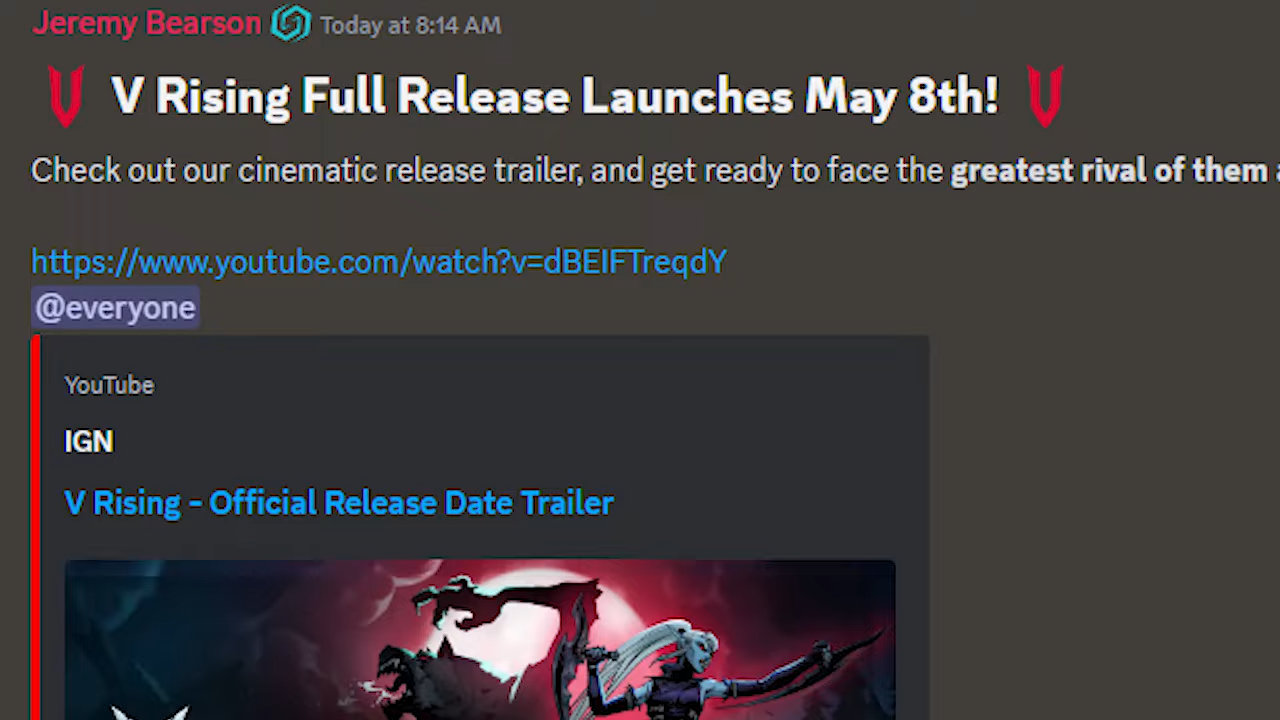 Jeremy Bearson Today at 8:14 AM
V Rising Full Release Launches May 8th!
Check out our cinematic release trailer, and get ready to face the greatest rival of them
https://www.youtube.com/watch?v=dBEIFTreqdY
@everyone
YouTube
IGN
V Rising - Official Release Date Trailer